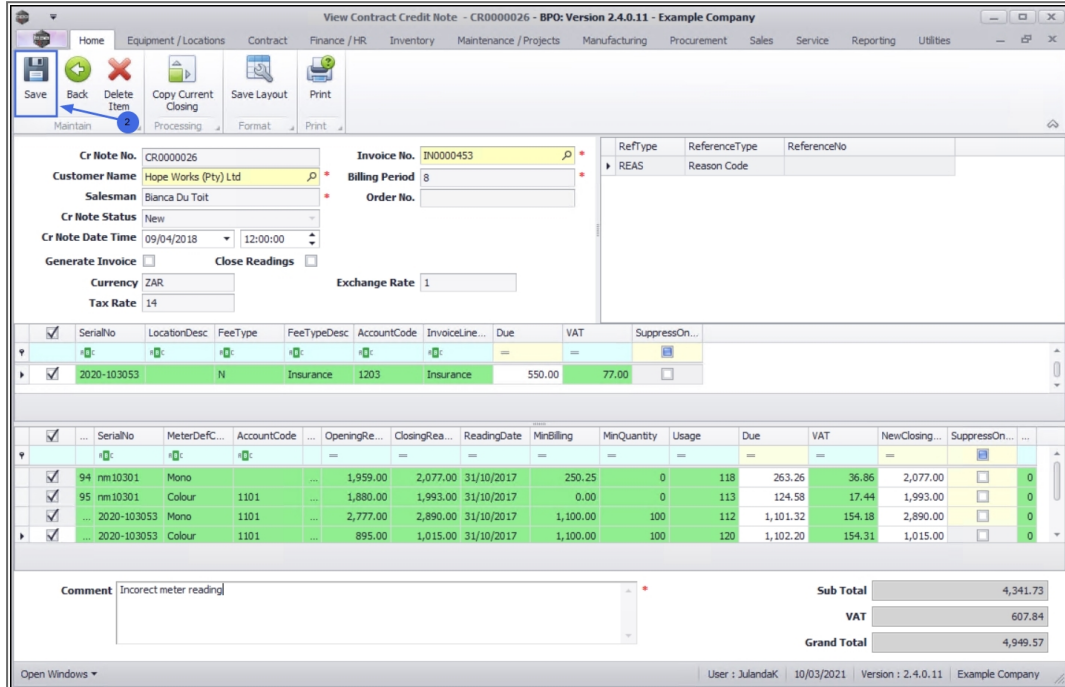 View Contract Credit Note - CR0000026 - BPO: Version 2.4.0.11 - Example Company
Home Equipment / Locations Contract Finance / HR Inventory Maintenance / Projects Manufacturing Procurement Sales Service Reporting Utilities
Save Back Delete Item Copy Current Closing Save Layout Print
2
Maintain Processing Format Print
Cr Note No. CR0000026 Invoice No. IN0000453 *
Customer Name Hope Works (Pty) Ltd * Billing Period 8 *
Salesman Bianca Du Toit * Order No.
Cr Note Status New
Cr Note Date Time 09/04/2018 12:00:00
Generate Invoice Close Readings
Currency ZAR Exchange Rate 1
Tax Rate 14
RefType ReferenceType ReferenceNo
REAS Reason Code
SerialNo LocationDesc FeeType FeeTypeDesc AccountCode InvoiceLine... Due VAT SuppressOn...
= =
2020-103053 N Insurance 1203 Insurance 550.00 77.00
... SerialNo MeterDefC... AccountCode ... OpeningRe... ClosingRea... ReadingDate MinBilling MinQuantity Usage Due VAT NewClosing... SuppressOn... ...
= = = = = = = = =
94 nm10301 Mono ... 1,959.00 2,077.00 31/10/2017 250.25 0 118 263.26 36.86 2,077.00 0
95 nm10301 Colour 1101 ... 1,880.00 1,993.00 31/10/2017 0.00 0 113 124.58 17.44 1,993.00 0
... 2020-103053 Mono 1101 ... 2,777.00 2,890.00 31/10/2017 1,100.00 100 112 1,101.32 154.18 2,890.00 0
... 2020-103053 Colour 1101 ... 895.00 1,015.00 31/10/2017 1,100.00 100 120 1,102.20 154.31 1,015.00 0
Comment Incorect meter reading *
Sub Total 4,341.73
VAT 607.84
Grand Total 4,949.57
Open Windows User : JulandaK 10/03/2021 Version : 2.4.0.11 Example Company